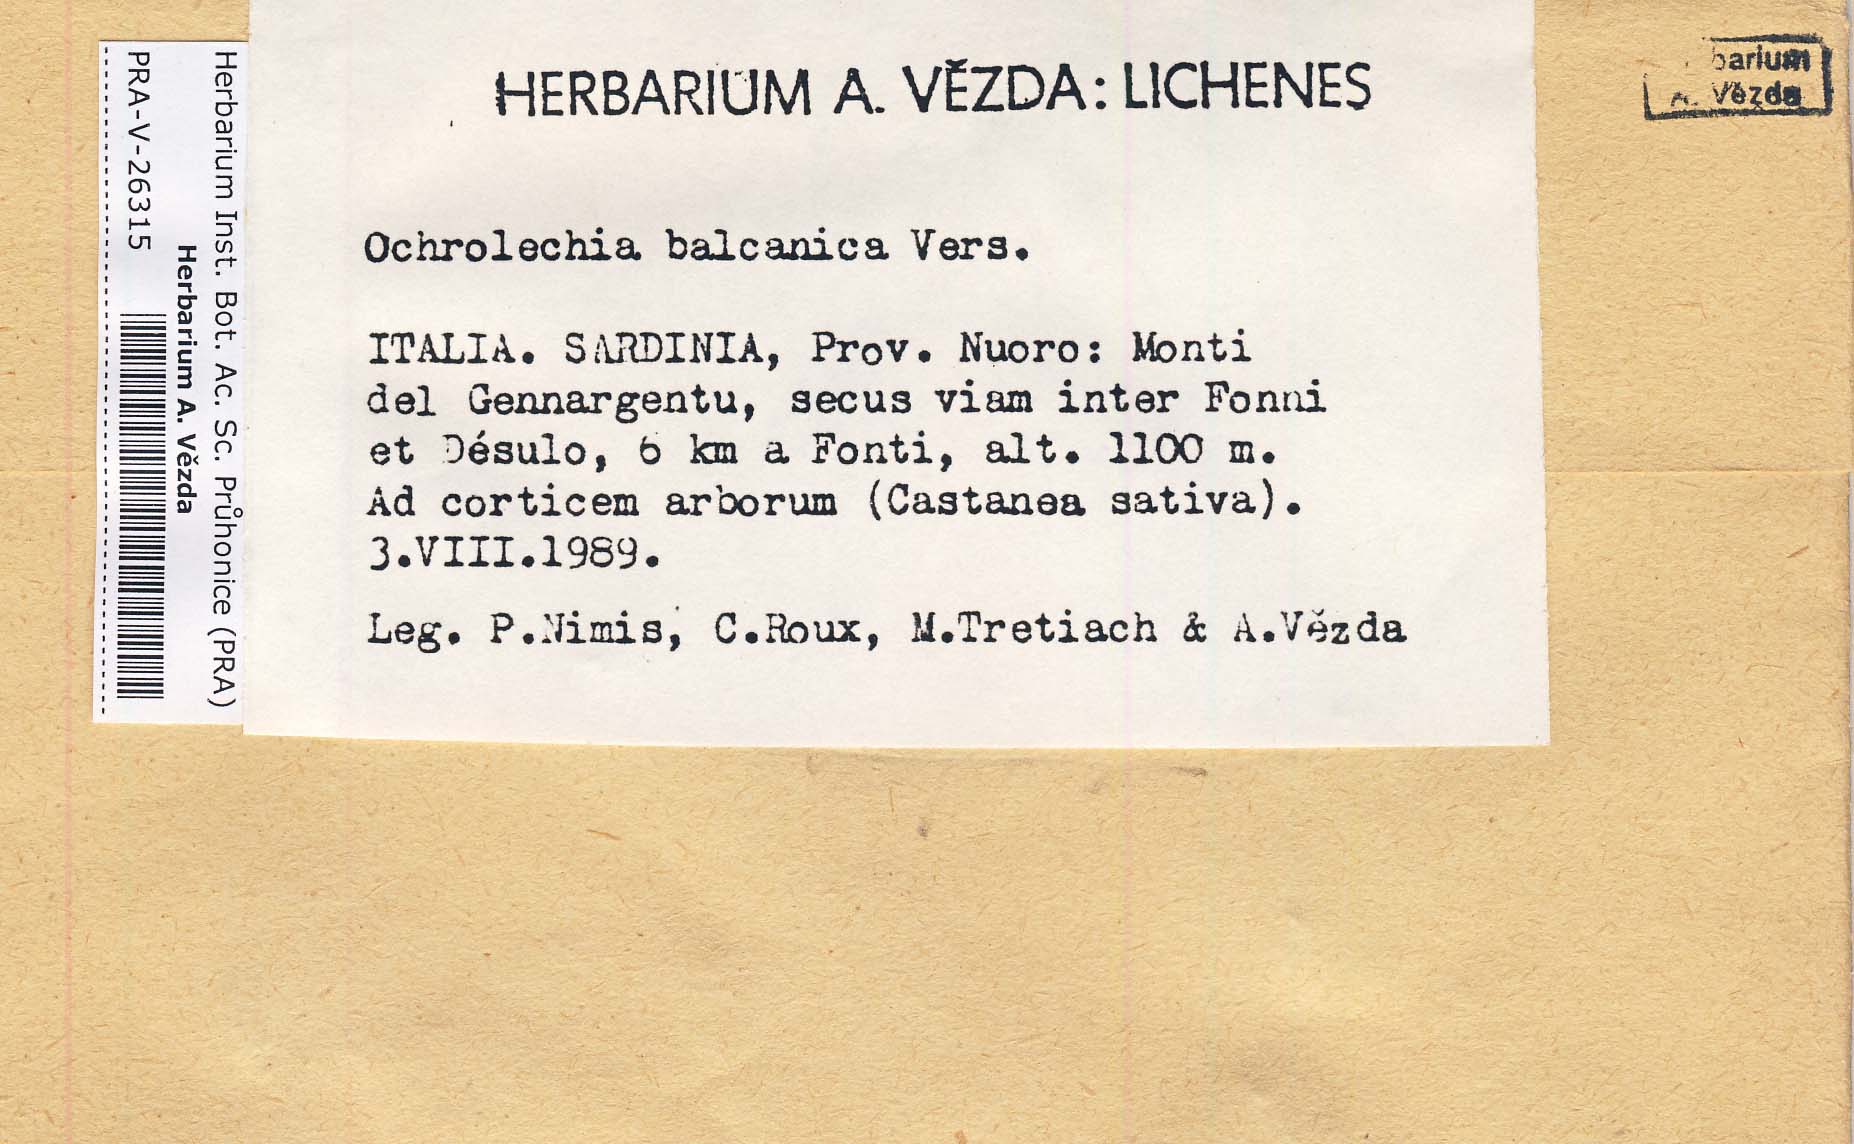 HERBARIUM A. VĚZDA: LICHENES
Ochrolechia balcanica Vers.
ITALIA. SARDINIA, Prov. Nuoro: Monti
del Gennargentu, secus viam inter Fonni
et Désulo, 6 km a Fonti, alt. 1100 m.
Ad corticem arborum (Castanea sativa).
3.VIII.1989.
Leg. P.Nimis, C.Roux, M.Tretiach & A.Vězda
Herbarium Inst. Bot. Ac. Sc. Průhonice (PRA)
Herbarium A. Vězda
PRA-V-26315
barium
A. Vězda